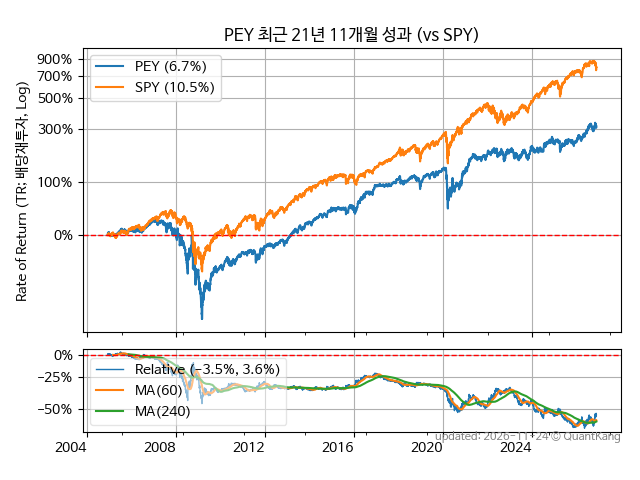 PEY 최근 21년 11개월 성과 (vs SPY)
Rate of Return (TR: 배당재투자, Log)
900%
700%
500%
300%
100%
0%
PEY (6.7%)
SPY (10.5%)
0%
−25%
−50%
Relative (−3.5%, 3.6%)
MA(60)
MA(240)
2004 2008 2012 2016 2020 2024
updated: 2026-11-24 © QuantKang